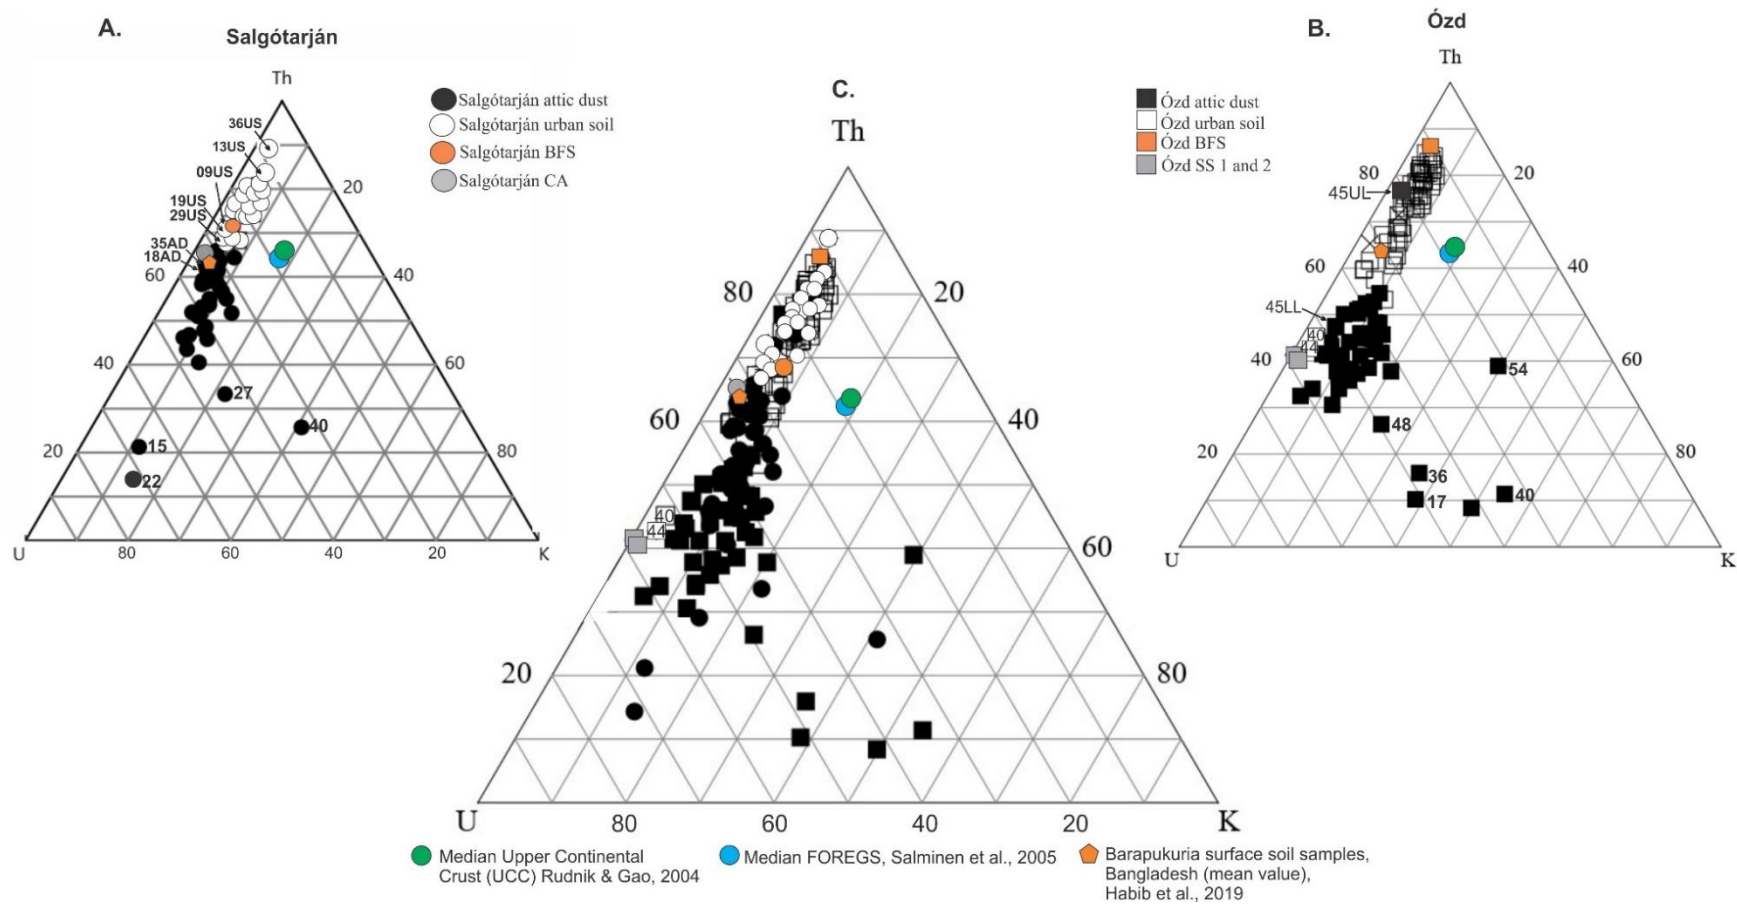 A.
Salgótarján
Th
36US
13US
09US
19US
29US
35AD
18AD
20
60
40
40
60
27
40
20
15
80
22
U
80
60
40
20
K
Salgótarján attic dust
Salgótarján urban soil
Salgótarján BFS
Salgótarján CA
C.
Th
80
20
60
40
40
44
60
20
80
U
80
60
40
20
K
B.
Ózd
Th
Ózd attic dust
Ózd urban soil
Ózd BFS
Ózd SS 1 and 2
80
20
45UL
60
40
45LL
40
44
40
60
54
48
20
80
36
17
40
U
K
Median Upper Continental
Crust (UCC) Rudnik & Gao, 2004
Median FOREGS, Salminen et al., 2005
Barapukuria surface soil samples,
Bangladesh (mean value),
Habib et al., 2019